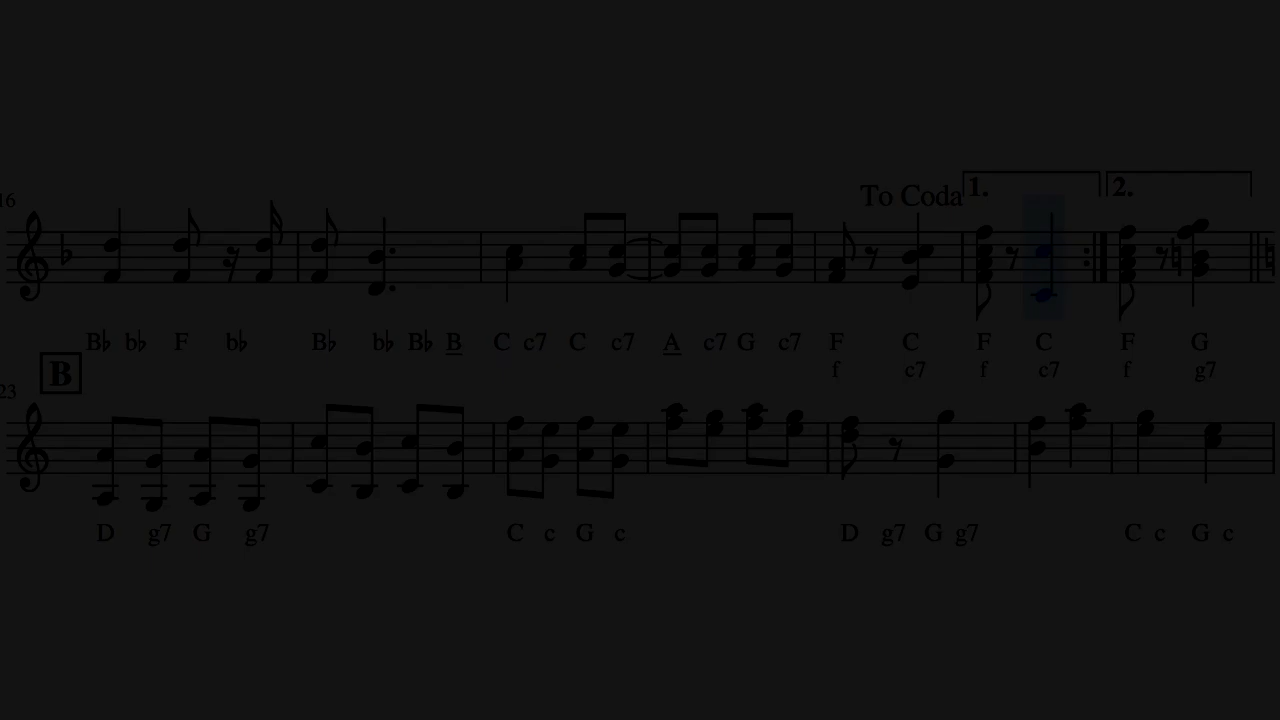 To Coda 1. 2.
16
B♭ b♭ F b♭ B♭ b♭ B♭ B C c7 C c7 A c7 G c7 F C F C F G
f c7 f c7 f g7
B
23
D g7 G g7 C c G c D g7 G g7 C c G c